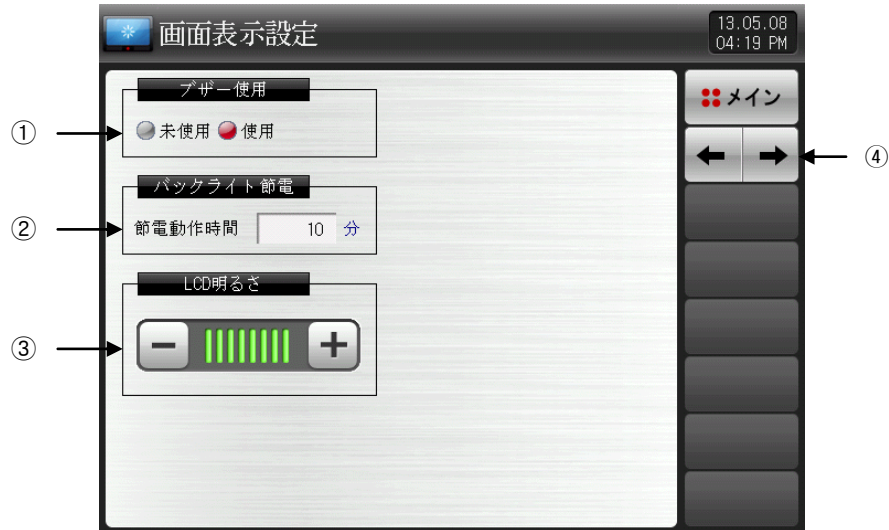 画面表示設定
13.05.08
04:19 PM
ブザー使用
メイン
① 未使用 使用
④
バックライト節電
② 節電動作時間 10 分
LCD明るさ
③